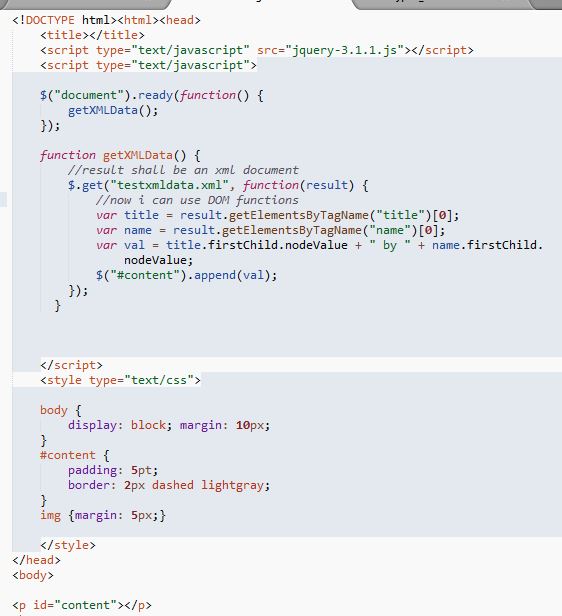 <!DOCTYPE html><html><head>
    <title></title>
    <script type="text/javascript" src="jquery-3.1.1.js"></script>
    <script type="text/javascript">

    $("document").ready(function() {
        getXMLData();
    });

    function getXMLData() {
        //result shall be an xml document
        $.get("testxmldata.xml", function(result) {
            //now i can use DOM functions
            var title = result.getElementsByTagName("title")[0];
            var name = result.getElementsByTagName("name")[0];
            var val = title.firstChild.nodeValue + " by " + name.firstChild.
                nodeValue;
            $("#content").append(val);
        });
      }

    </script>
    <style type="text/css">

    body {
        display: block; margin: 10px;
    }
    #content {
        padding: 5pt;
        border: 2px dashed lightgray;
    }
    img {margin: 5px;}

    </style>
</head>
<body>

<p id="content"></p>